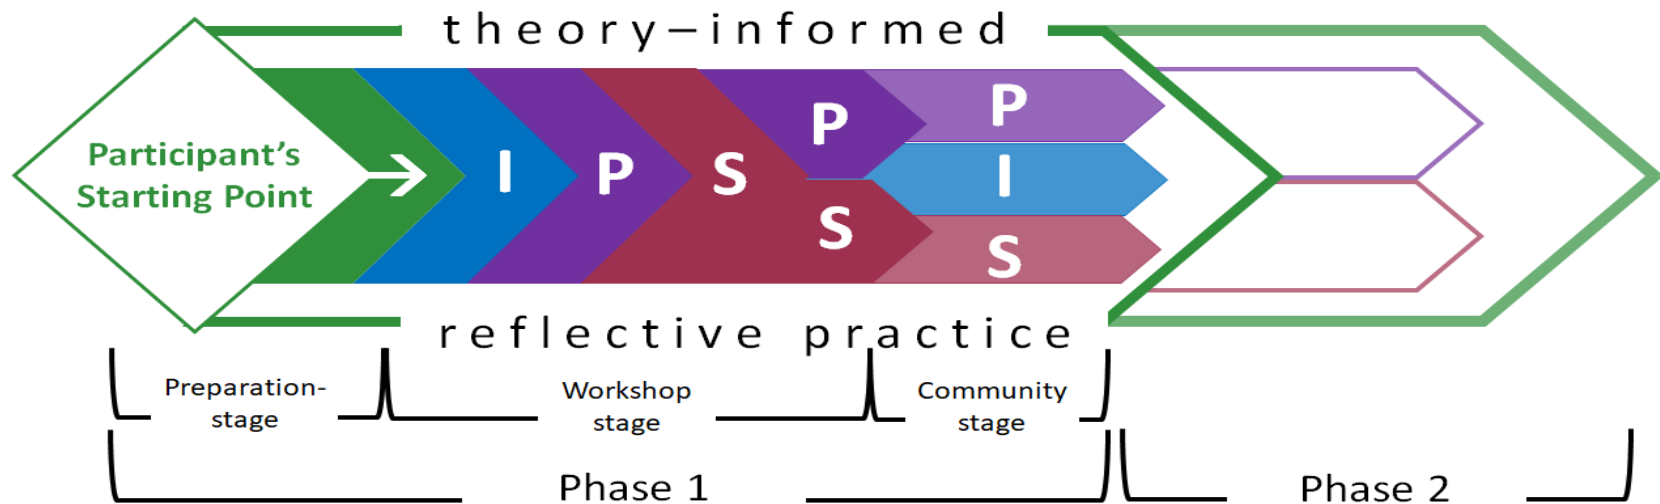 theory–informed
Participant's
Starting Point
I
P
S
P
S
P
I
S
reflective practice
Preparation-
stage
Workshop
stage
Community
stage
Phase 1
Phase 2